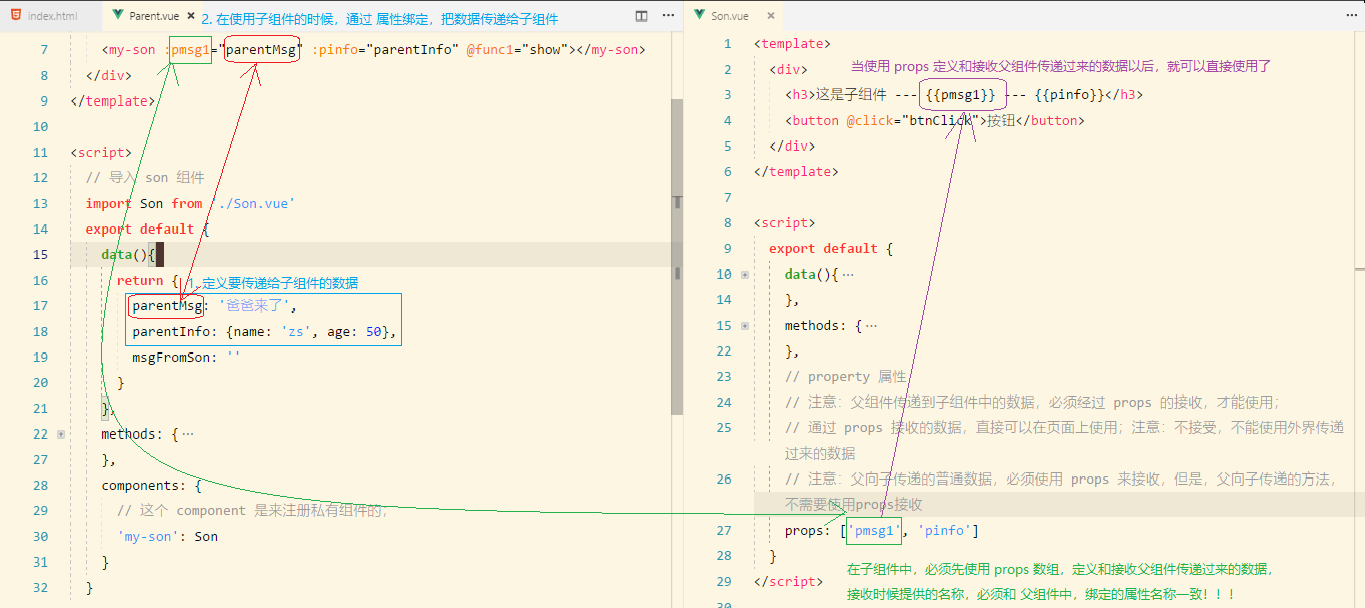 index.html
Parent.vue ×
2. 在使用子组件的时候，通过 属性绑定，把数据传递给子组件
7 <my-son :pmsg1="parentMsg" :pinfo="parentInfo" @func1="show"></my-son>
8 </div>
9 </template>
10
11 <script>
12 // 导入 son 组件
13 import Son from './Son.vue'
14 export default {
15 data(){
16 return {
1. 定义要传递给子组件的数据
17 parentMsg: '爸爸来了',
18 parentInfo: {name: 'zs', age: 50},
19 msgFromSon: ''
20 }
21 },
22 methods: {…
27 },
28 components: {
29 // 这个 component 是来注册私有组件的，
30 'my-son': Son
31 }
32 }
Son.vue ×
1 <template>
2 <div>
当使用 props 定义和接收父组件传递过来的数据以后，就可以直接使用了
3 <h3>这是子组件 --- {{pmsg1}} --- {{pinfo}}</h3>
4 <button @click="btnClick">按钮</button>
5 </div>
6 </template>
7
8 <script>
9 export default {
10 data(){…
14 },
15 methods: {…
22 },
23 // property 属性
24 // 注意：父组件传递到子组件中的数据，必须经过 props 的接收，才能使用；
25 // 通过 props 接收的数据，直接可以在页面上使用；注意：不接受，不能使用外界传递
过来的数据
26 // 注意：父向子传递的普通数据，必须使用 props 来接收，但是，父向子传递的方法，
不需要使用props接收
27 props: ['pmsg1', 'pinfo']
28 }
29 </script>
在子组件中，必须先使用 props 数组，定义和接收父组件传递过来的数据，
接收时候提供的名称，必须和 父组件中，绑定的属性名称一致！！！
30